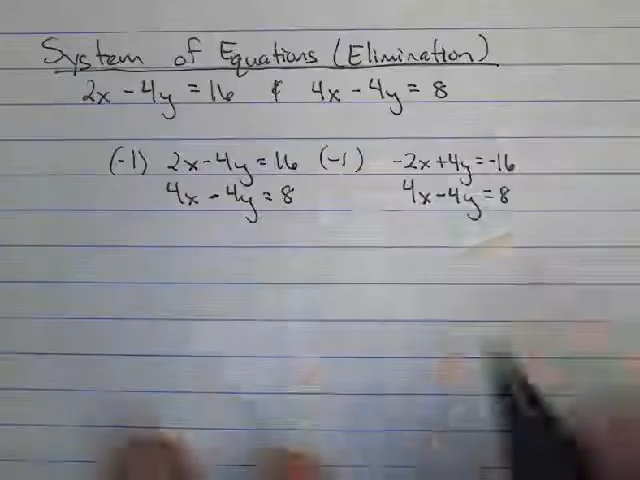 System of Equations (Elimination)
2x - 4y = 16 & 4x - 4y = 8
(-1) 2x - 4y = 16 (-1) -2x + 4y = -16
4x - 4y = 8 4x - 4y = 8